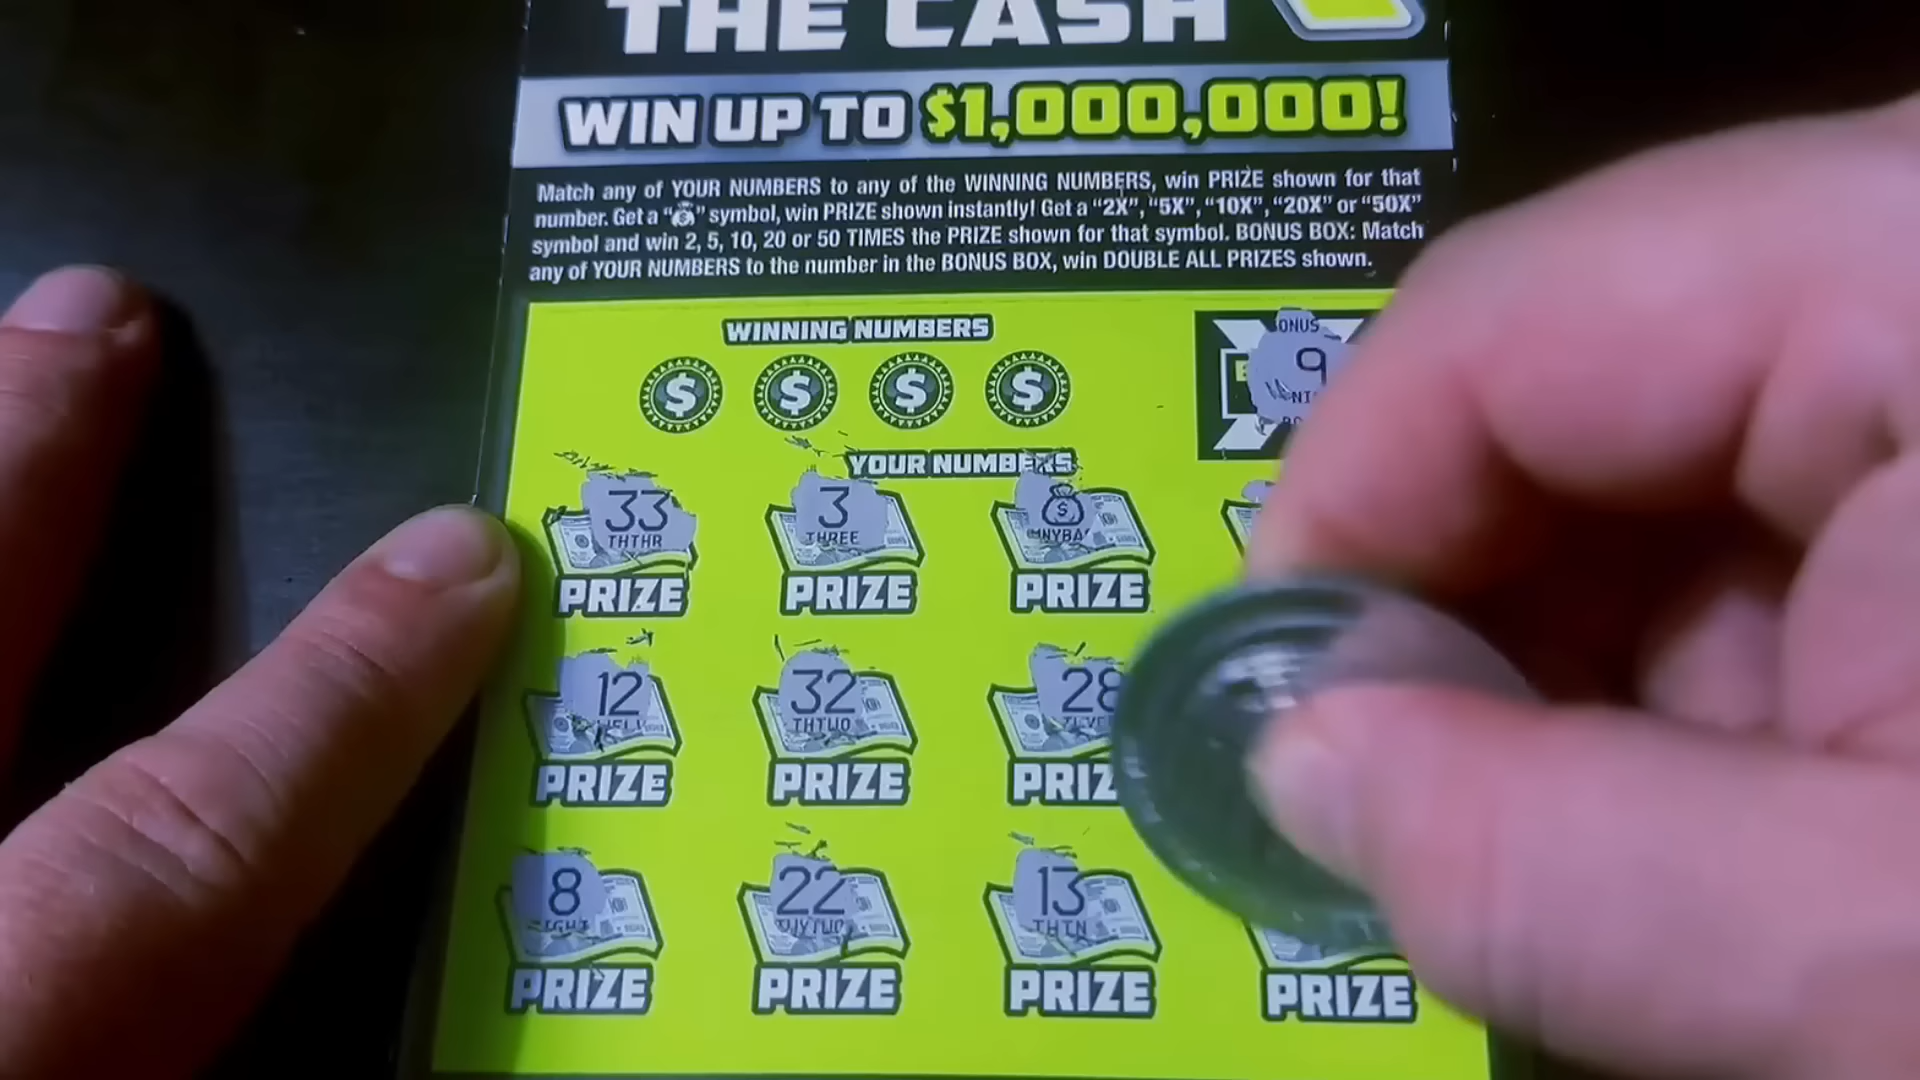 THE CASH
WIN UP TO $1,000,000!
Match any of YOUR NUMBERS to any of the WINNING NUMBERS, win PRIZE shown for that
number. Get a “💰” symbol, win PRIZE shown instantly! Get a “2X”, “5X”, “10X”, “20X” or “50X”
symbol and win 2, 5, 10, 20 or 50 TIMES the PRIZE shown for that symbol. BONUS BOX: Match
any of YOUR NUMBERS to the number in the BONUS BOX, win DOUBLE ALL PRIZES shown.
WINNING NUMBERS
$ $ $ $
ONUS
9
YOUR NUMBERS
33 3 $
THTHR THREE MNYBA
PRIZE PRIZE PRIZE
12 32 28
THTWO
PRIZE PRIZE PRIZ
8 22 13
THTN
PRIZE PRIZE PRIZE PRIZE